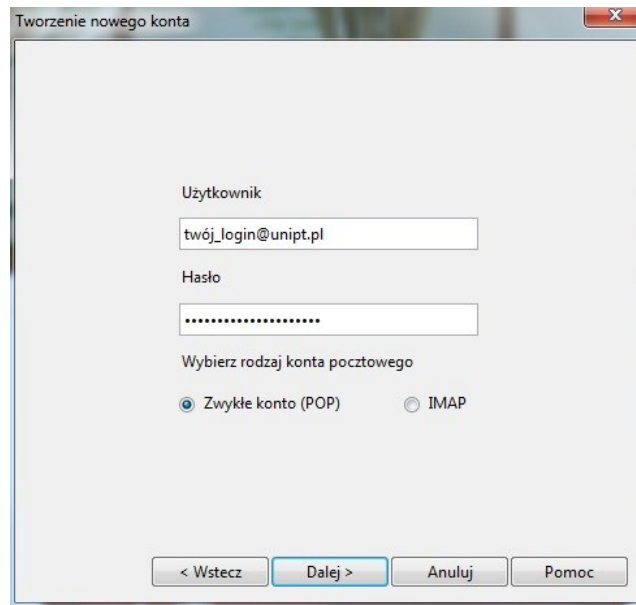 Tworzenie nowego konta
Użytkownik
twój_login@unipt.pl
Hasło
•••••••••••••••••••••
Wybierz rodzaj konta pocztowego
Zwykłe konto (POP) IMAP
< Wstecz Dalej > Anuluj Pomoc